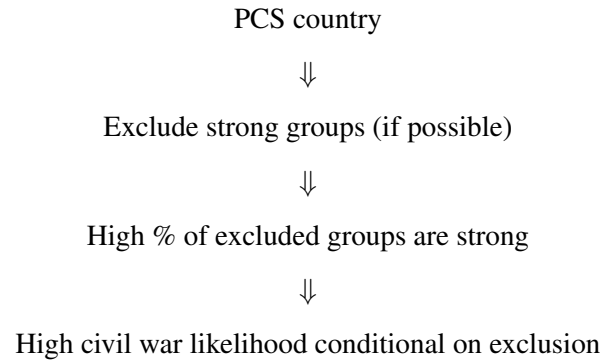 PCS country
⇓
Exclude strong groups (if possible)
⇓
High % of excluded groups are strong
⇓
High civil war likelihood conditional on exclusion